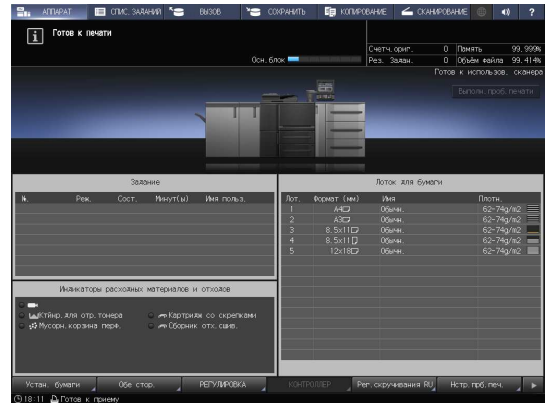 АППАРАТ СПИС. ЗАДАНИЙ ВЫЗОВ СОХРАНИТЬ КОПИРОВАНИЕ СКАНИРОВАНИЕ ?
Готов к печати
Осн. блок
Счетч. ориг. 0 Память 99.999%
Рез. Задан. 0 Объём файла 99.414%
Готов к использов. сканера
Выполн. проб. печати
Задание
№. Реж. Сост. Минут(ы) Имя польз.
Лоток для бумаги
Лот. Формат (мм) Имя Плотн.
1 A4 Обычн. 62-74g/m2
2 A3 Обычн. 62-74g/m2
3 8.5x11 Обычн. 62-74g/m2
4 8.5x11 Обычн. 62-74g/m2
5 12x18 Обычн. 62-74g/m2
Индикаторы расходных материалов и отходов
Ктйнр. для отр. тонера Картридж со скрепками
Мусорн. корзина перф. Сборник отх. сшив.
Устан. бумаги Обе стор. РЕГУЛИРОВКА КОНТРОЛЛЕР Рег. скручивания RU Нстр. прб. печ.
18:11 Готов к приему